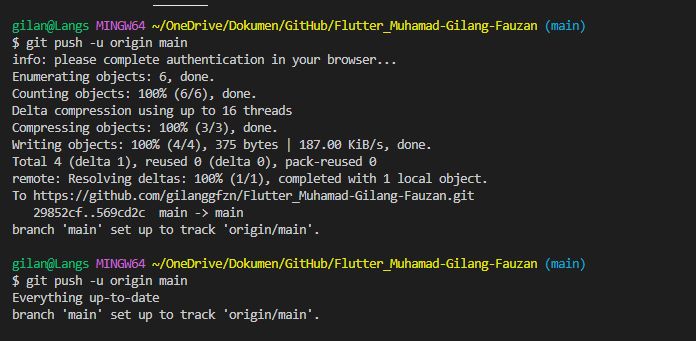 gilan@Langs MINGW64 ~/OneDrive/Dokumen/GitHub/Flutter_Muhamad-Gilang-Fauzan (main)
$ git push -u origin main
info: please complete authentication in your browser...
Enumerating objects: 6, done.
Counting objects: 100% (6/6), done.
Delta compression using up to 16 threads
Compressing objects: 100% (3/3), done.
Writing objects: 100% (4/4), 375 bytes | 187.00 KiB/s, done.
Total 4 (delta 1), reused 0 (delta 0), pack-reused 0
remote: Resolving deltas: 100% (1/1), completed with 1 local object.
To https://github.com/gilanggfzn/Flutter_Muhamad-Gilang-Fauzan.git
   29852cf..569cd2c  main -> main
branch 'main' set up to track 'origin/main'.
gilan@Langs MINGW64 ~/OneDrive/Dokumen/GitHub/Flutter_Muhamad-Gilang-Fauzan (main)
$ git push -u origin main
Everything up-to-date
branch 'main' set up to track 'origin/main'.